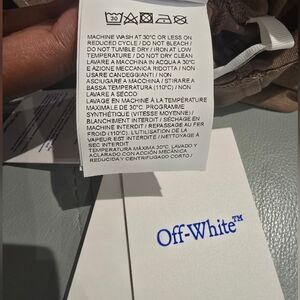 MACHINE WASH AT 30°C OR LESS ON
REDUCED CYCLE / DO NOT BLEACH /
DO NOT TUMBLE DRY / IRON AT LOW
TEMPERATURE / DO NOT DRY CLEAN
LAVARE A MACCHINA IN ACQUA A 30°C
E AZIONE MECCANICA RIDOTTA / NON
USARE CANDEGGIANTI / NON
ASCIUGARE A MACCHINA / STIRARE A
BASSA TEMPERATURA (110°C) / NON
LAVARE A SECCO
LAVAGE EN MACHINE À LA TEMPÉRATURE
MAXIMALE DE 30°C. PROGRAMME
SYNTHÉTIQUE (VITESSE MOYENNE) /
BLANCHIMENT INTERDIT / SÉCHAGE EN
MACHINE INTERDIT / REPASSAGE AU FER
FROID (110°C). L'UTILISATION DE LA
VAPEUR EST INTERDITE / NETTOYAGE À
SEC INTERDIT
TEMPERATURA MÁXIMA 30°C. LAVADO Y
ACLARADO CON ACCIÓN MECÁNICA
REDUCIDA Y CENTRIFUGADO CORTO /
Off-White™